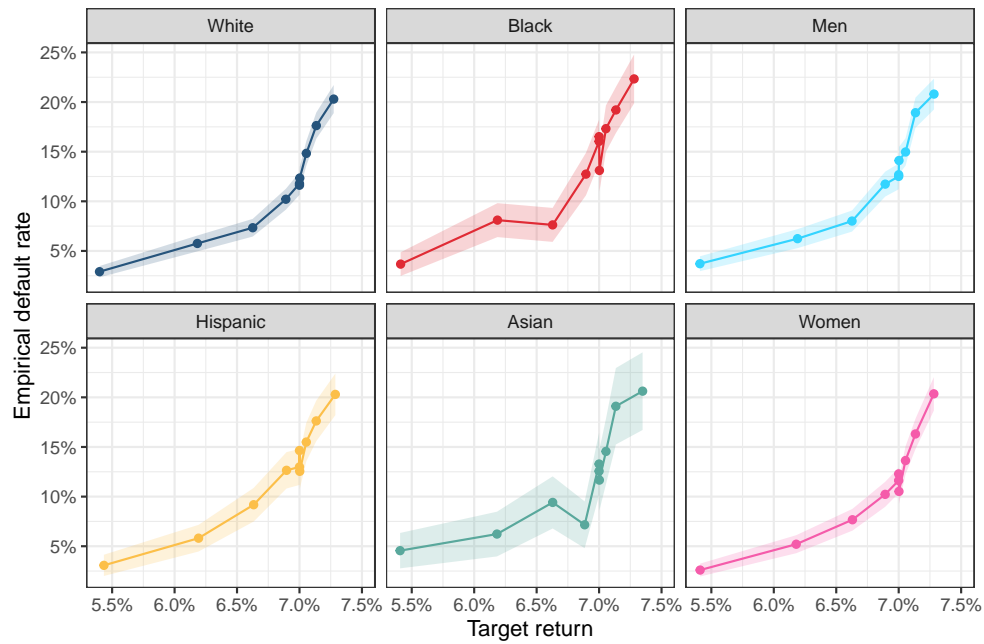 White
Black
Men
25%
20%
15%
10%
5%
Hispanic
Asian
Women
25%
20%
15%
10%
5%
5.5% 6.0% 6.5% 7.0% 7.5%
5.5% 6.0% 6.5% 7.0% 7.5%
5.5% 6.0% 6.5% 7.0% 7.5%
Target return
Empirical default rate